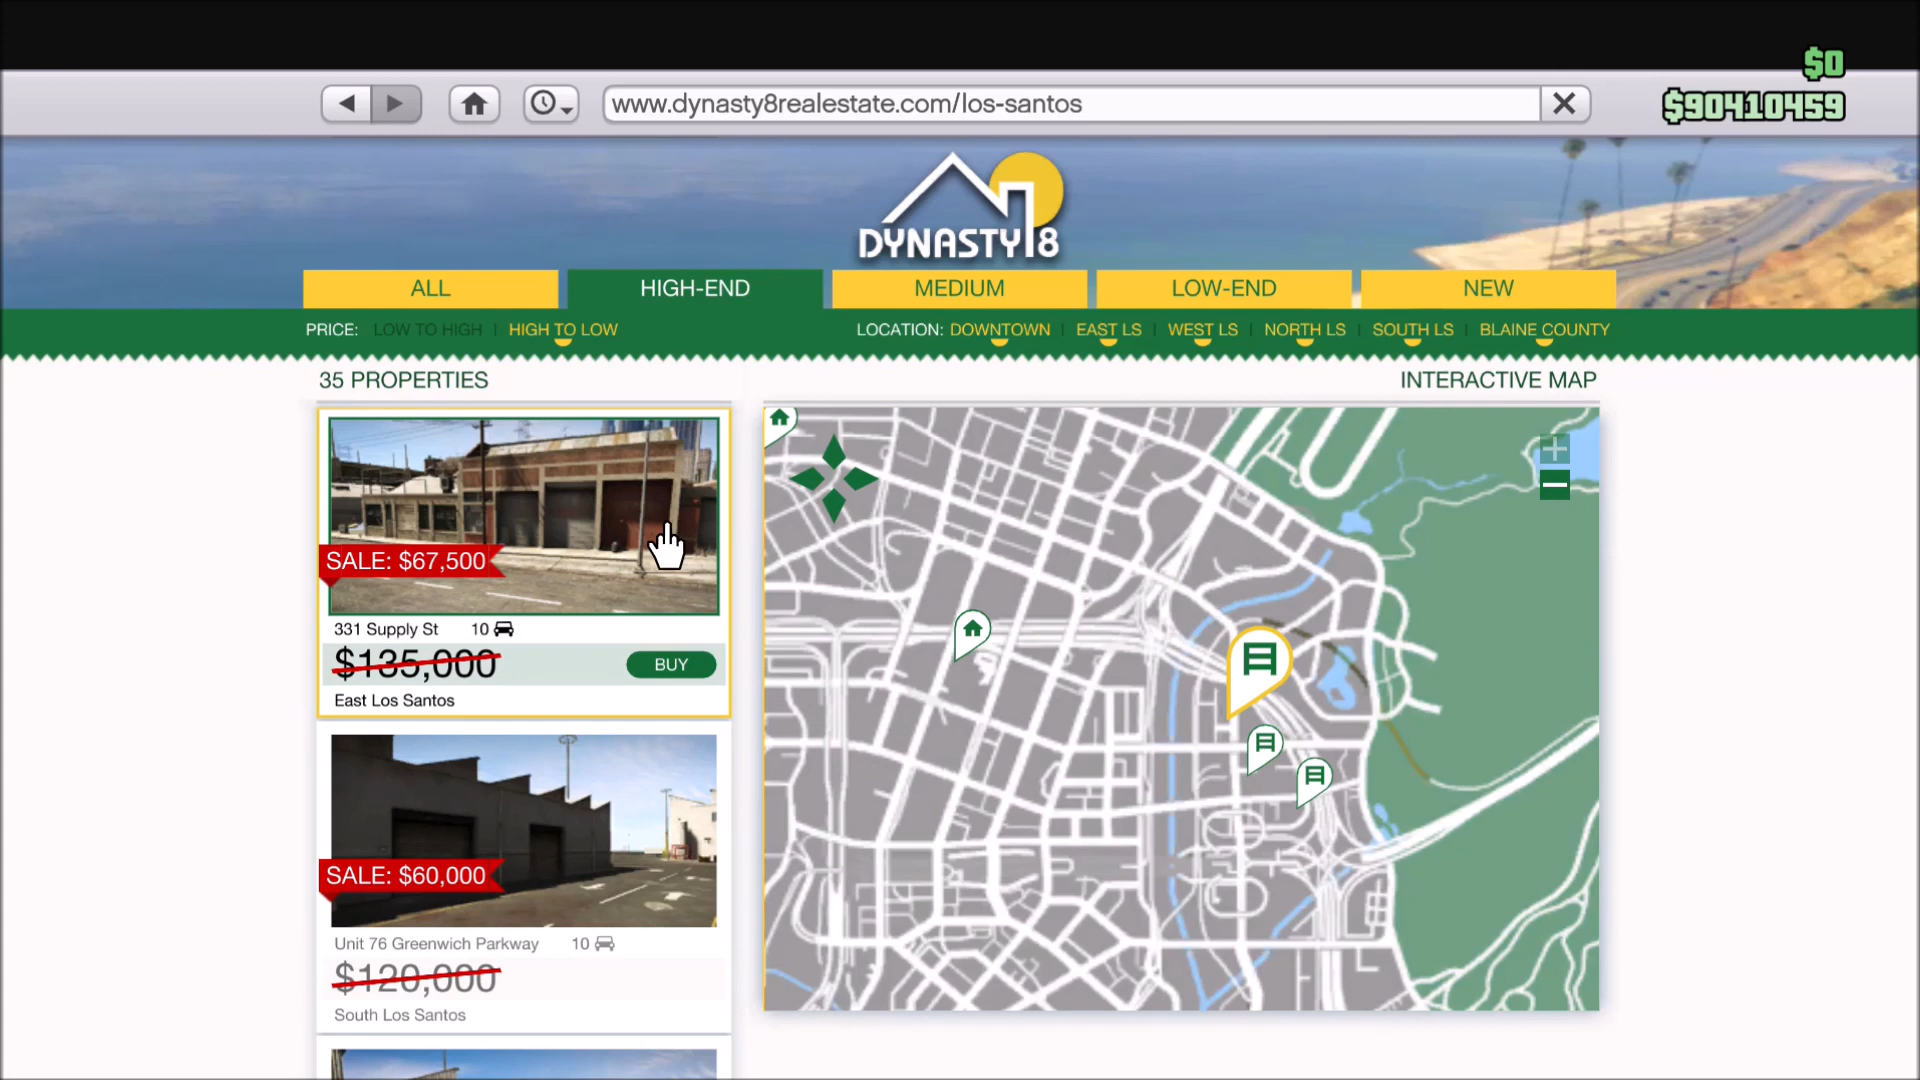 $0
$90410459
www.dynasty8realestate.com/los-santos
DYNASTY 8
ALL
HIGH-END
MEDIUM
LOW-END
NEW
PRICE: LOW TO HIGH | HIGH TO LOW
LOCATION: DOWNTOWN | EAST LS | WEST LS | NORTH LS | SOUTH LS | BLAINE COUNTY
35 PROPERTIES
INTERACTIVE MAP
SALE: $67,500
331 Supply St 10
$135,000
BUY
East Los Santos
SALE: $60,000
Unit 76 Greenwich Parkway 10
$120,000
South Los Santos